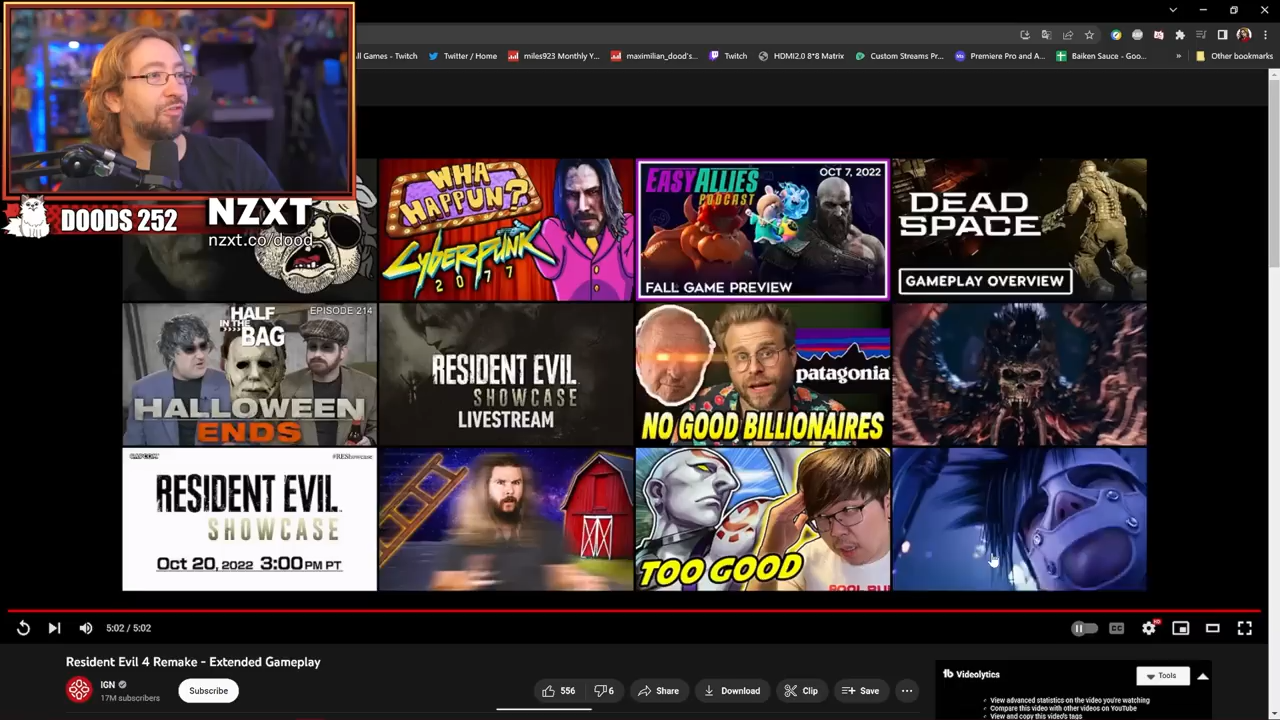 ll Games - Twitch
Twitter / Home
miles923 Monthly Y...
maximilian_dood's...
Twitch
HDMI2.0 8*8 Matrix
Custom Streams Pr...
Premiere Pro and A...
Baiken Sauce - Goo...
»
Other bookmarks
DOODS 252
NZXT
nzxt.co/dood
WHA
HAPPUN?
CYBERPUNK
2077
EASY ALLIES
PODCAST
OCT 7, 2022
FALL GAME PREVIEW
DEAD
SPACE
GAMEPLAY OVERVIEW
HALF
IN THE
BAG
EPISODE 214
HALLOWEEN
ENDS
RESIDENT EVIL
SHOWCASE
LIVESTREAM
patagonia
NO GOOD BILLIONAIRES
CAPCOM
#REShowcase
RESIDENT EVIL
SHOWCASE
Oct 20, 2022 3:00PM PT
TOO GOOD
5:02 / 5:02
CC
HD
Resident Evil 4 Remake - Extended Gameplay
IGN
17M subscribers
Subscribe
556
6
Share
Download
Clip
Save
...
Videolytics
Tools
View advanced statistics on the video you're watching
Compare this video with other videos on YouTube
View and copy this video's tags